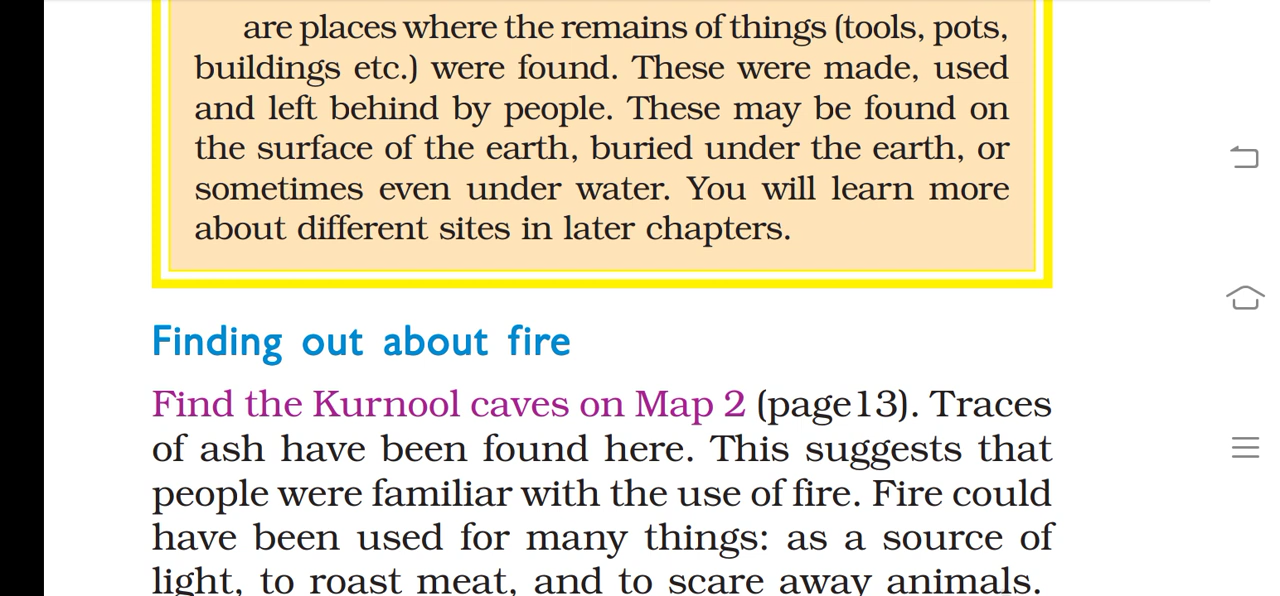 are places where the remains of things (tools, pots,
buildings etc.) were found. These were made, used
and left behind by people. These may be found on
the surface of the earth, buried under the earth, or
sometimes even under water. You will learn more
about different sites in later chapters.
Finding out about fire
Find the Kurnool caves on Map 2 (page13). Traces
of ash have been found here. This suggests that
people were familiar with the use of fire. Fire could
have been used for many things: as a source of
light, to roast meat, and to scare away animals.